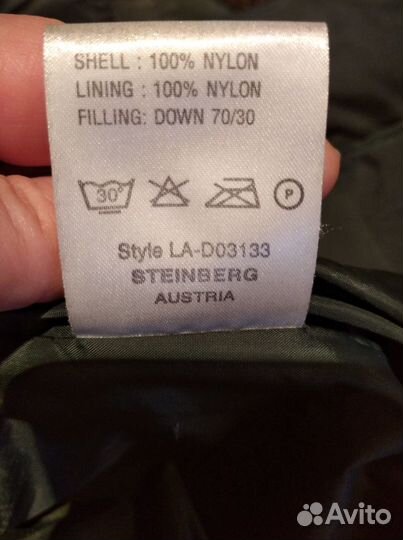 SHELL : 100% NYLON
LINING : 100% NYLON
FILLING: DOWN 70/30
30° P
Style LA-D03133
STEINBERG
AUSTRIA
Avito